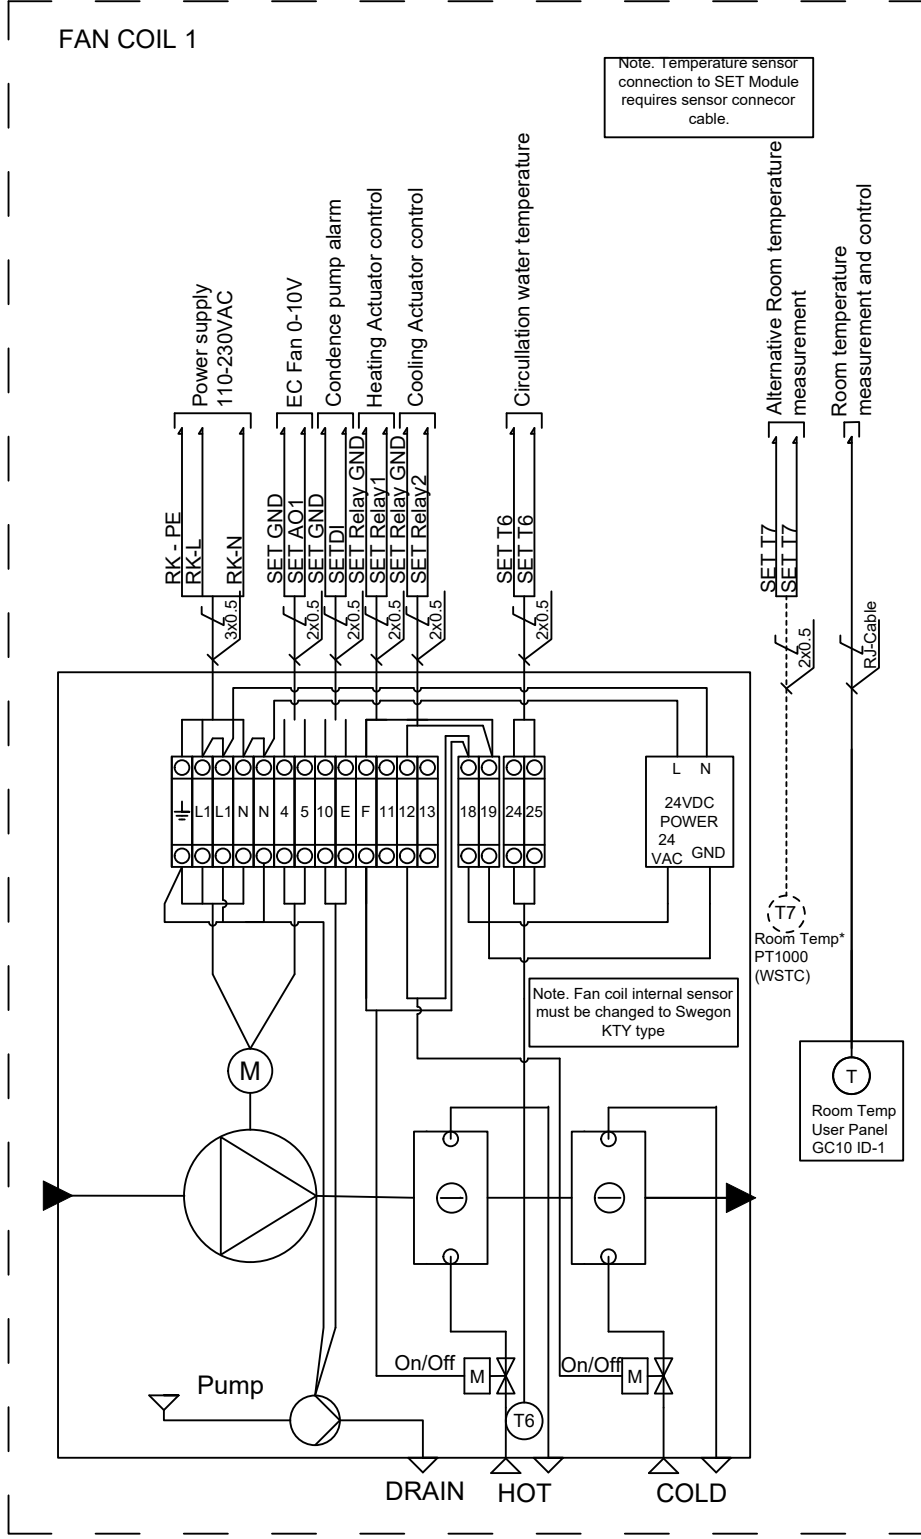 FAN COIL 1
Note. Temperature sensor
connection to SET Module
requires sensor connecor
cable.
Power supply
110-230VAC
EC Fan 0-10V
Condence pump alarm
Heating Actuator control
Cooling Actuator control
Circullation water temperature
Alternative Room temperature
measurement
Room temperature
measurement and control
RK - PE
RK-L
RK-N
SET GND
SET AO1
SET GND
SET DI
SET Relay GND
SET Relay1
SET Relay GND
SET Relay2
SET T6
SET T6
SET T7
SET T7
3x0.5
2x0.5
2x0.5
2x0.5
2x0.5
2x0.5
2x0.5
RJ-Cable
L1 L1 N N 4 5 10 E F 11 12 13 18 19 24 25
L N
24VDC
POWER
24
VAC GND
T7
Room Temp*
PT1000
(WSTC)
Note. Fan coil internal sensor
must be changed to Swegon
KTY type
M
T
Room Temp
User Panel
GC10 ID-1
On/Off
M
On/Off
M
Pump
T6
DRAIN
HOT
COLD